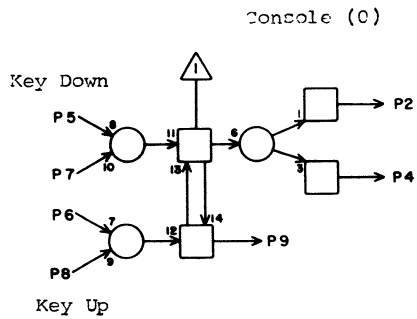 Console (0)
1
Key Down
P5 8 11 6 1 P2
P7 10 13 3 P4
P6 7 12 14 P9
P8 9
Key Up